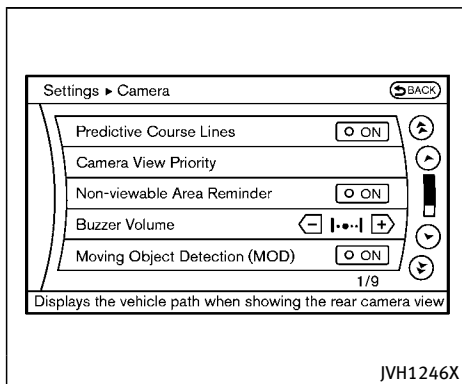 Settings ▸ Camera BACK
Predictive Course Lines ON
Camera View Priority
Non-viewable Area Reminder ON
Buzzer Volume − +
Moving Object Detection (MOD) ON
1/9
Displays the vehicle path when showing the rear camera view
JVH1246X